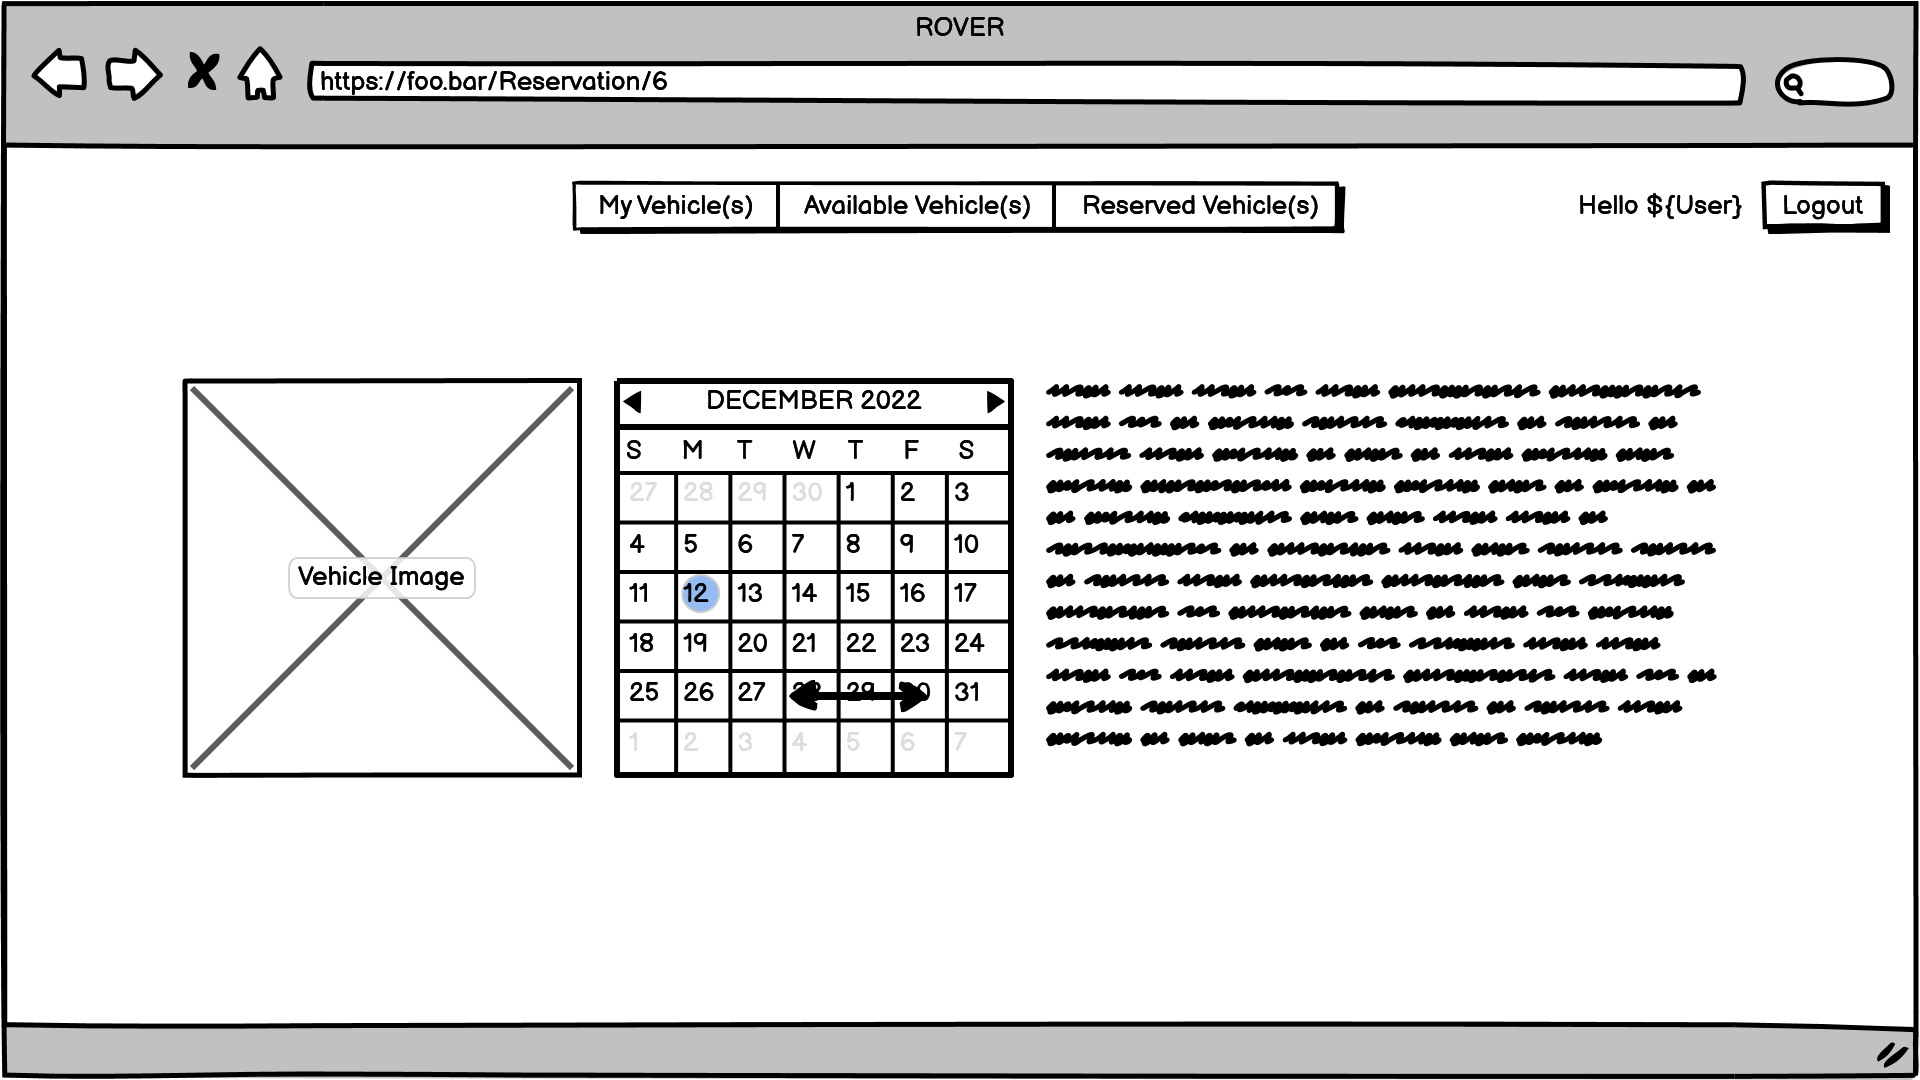 ROVER
https://foo.bar/Reservation/6
My Vehicle(s) Available Vehicle(s) Reserved Vehicle(s) Hello ${User} Logout
DECEMBER 2022
S M T W T F S
27 28 29 30 1 2 3
4 5 6 7 8 9 10
Vehicle Image
11 12 13 14 15 16 17
18 19 20 21 22 23 24
25 26 27 28 29 30 31
1 2 3 4 5 6 7